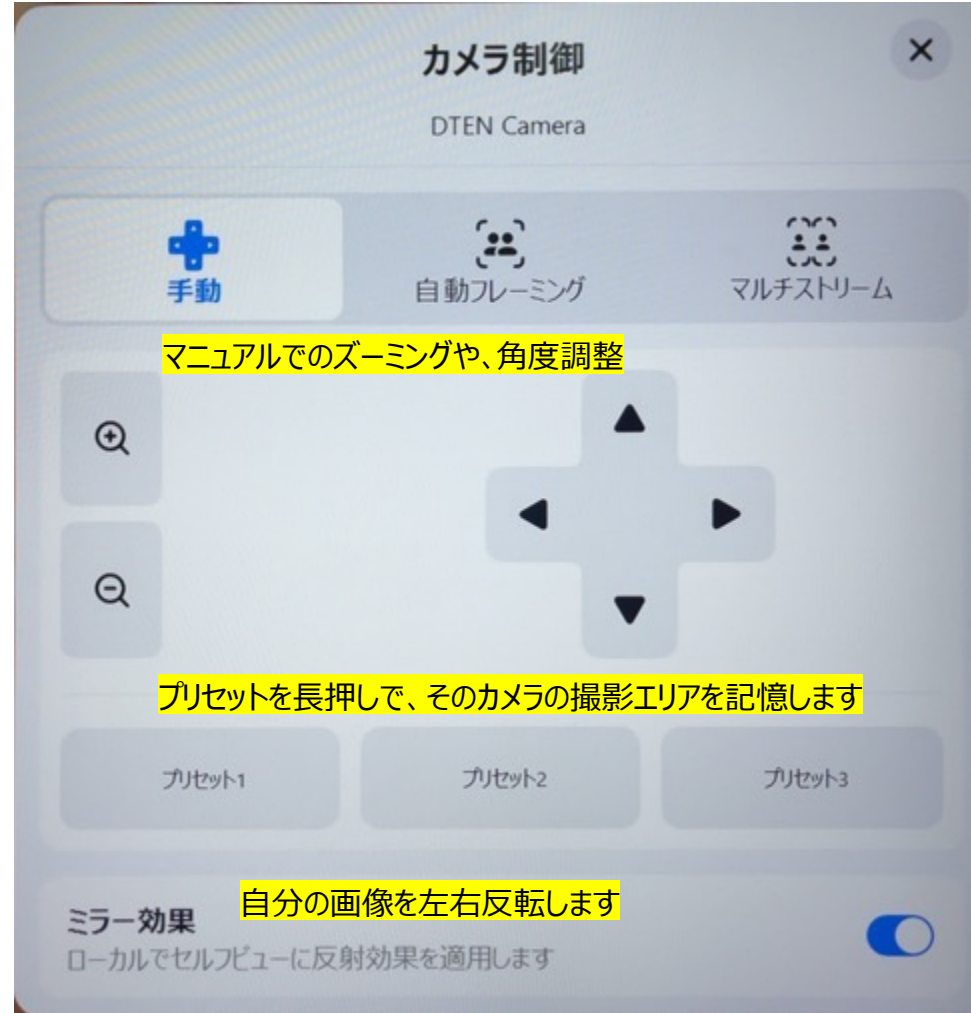 カメラ制御
DTEN Camera
手動
自動フレーミング
マルチストリーム
マニュアルでのズーミングや、角度調整
プリセットを長押しで、そのカメラの撮影エリアを記憶します
プリセット1
プリセット2
プリセット3
自分の画像を左右反転します
ミラー効果
ローカルでセルフビューに反射効果を適用します